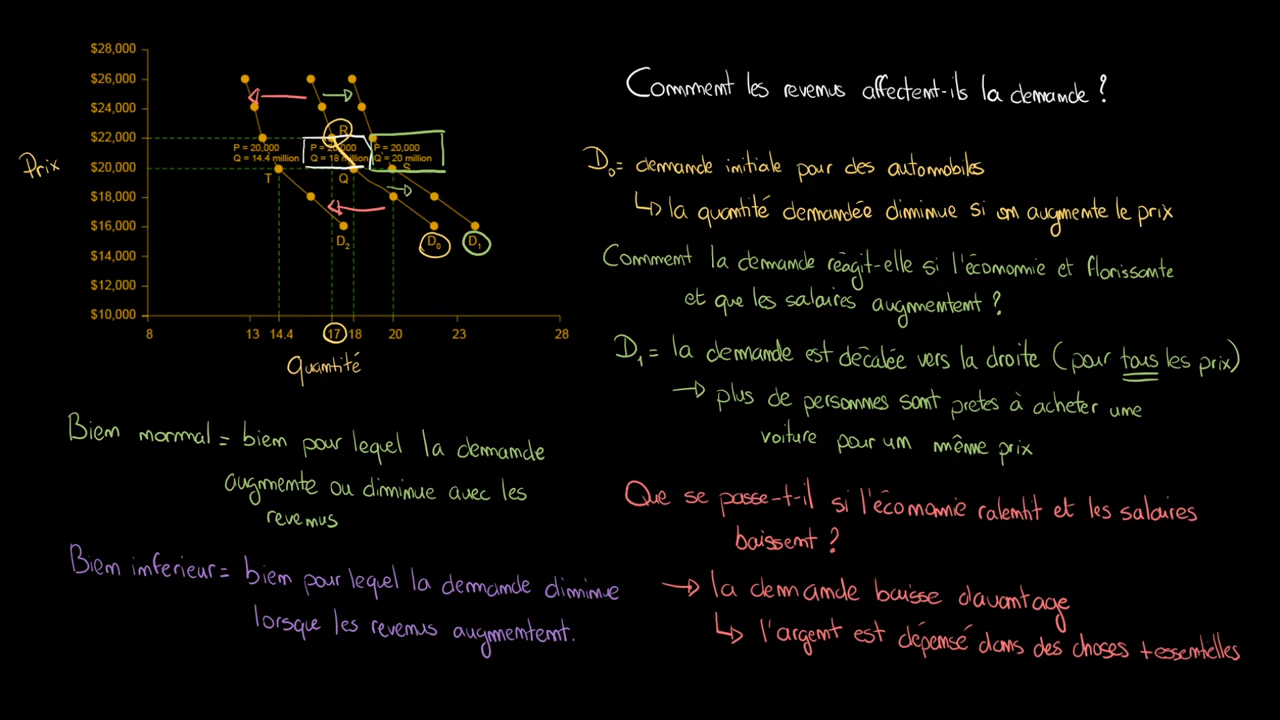 $28,000
$26,000
$24,000
$22,000
$20,000
$18,000
$16,000
$14,000
$12,000
$10,000
Prix
R
P = 20,000
Q = 14.4 million
P = 20,000
Q = 18 million
P = 20,000
Q = 20 million
T
Q
S
D₂
D₀
D₁
8 13 14.4 17 18 20 23 28
Quantité
Bien normal = bien pour lequel la demande
augmente ou diminue avec les
revenus
Bien inferieur = bien pour lequel la demande diminue
lorsque les revenus augmentent.
Comment les revenus affectent-ils la demande ?
D₀ = demande initiale pour des automobiles
↳ la quantité demandée diminue si on augmente le prix
Comment la demande réagit-elle si l'économie et florissante
et que les salaires augmentent ?
D₁ = la demande est décalée vers la droite (pour tous les prix)
→ plus de personnes sont pretes à acheter une
voiture pour un même prix
Que se passe-t-il si l'économie ralentit et les salaires
baissent ?
→ la demande baisse davantage
↳ l'argent est dépensé dans des choses + essentielles